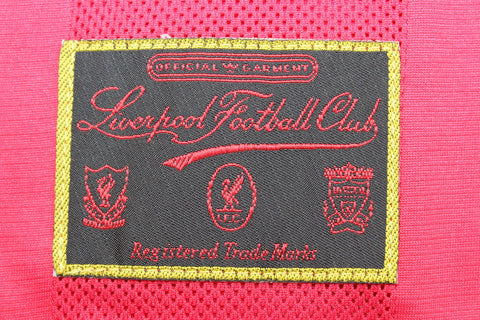 OFFICIAL GARMENT
Liverpool Football Club
L.F.C.
Registered Trade Marks